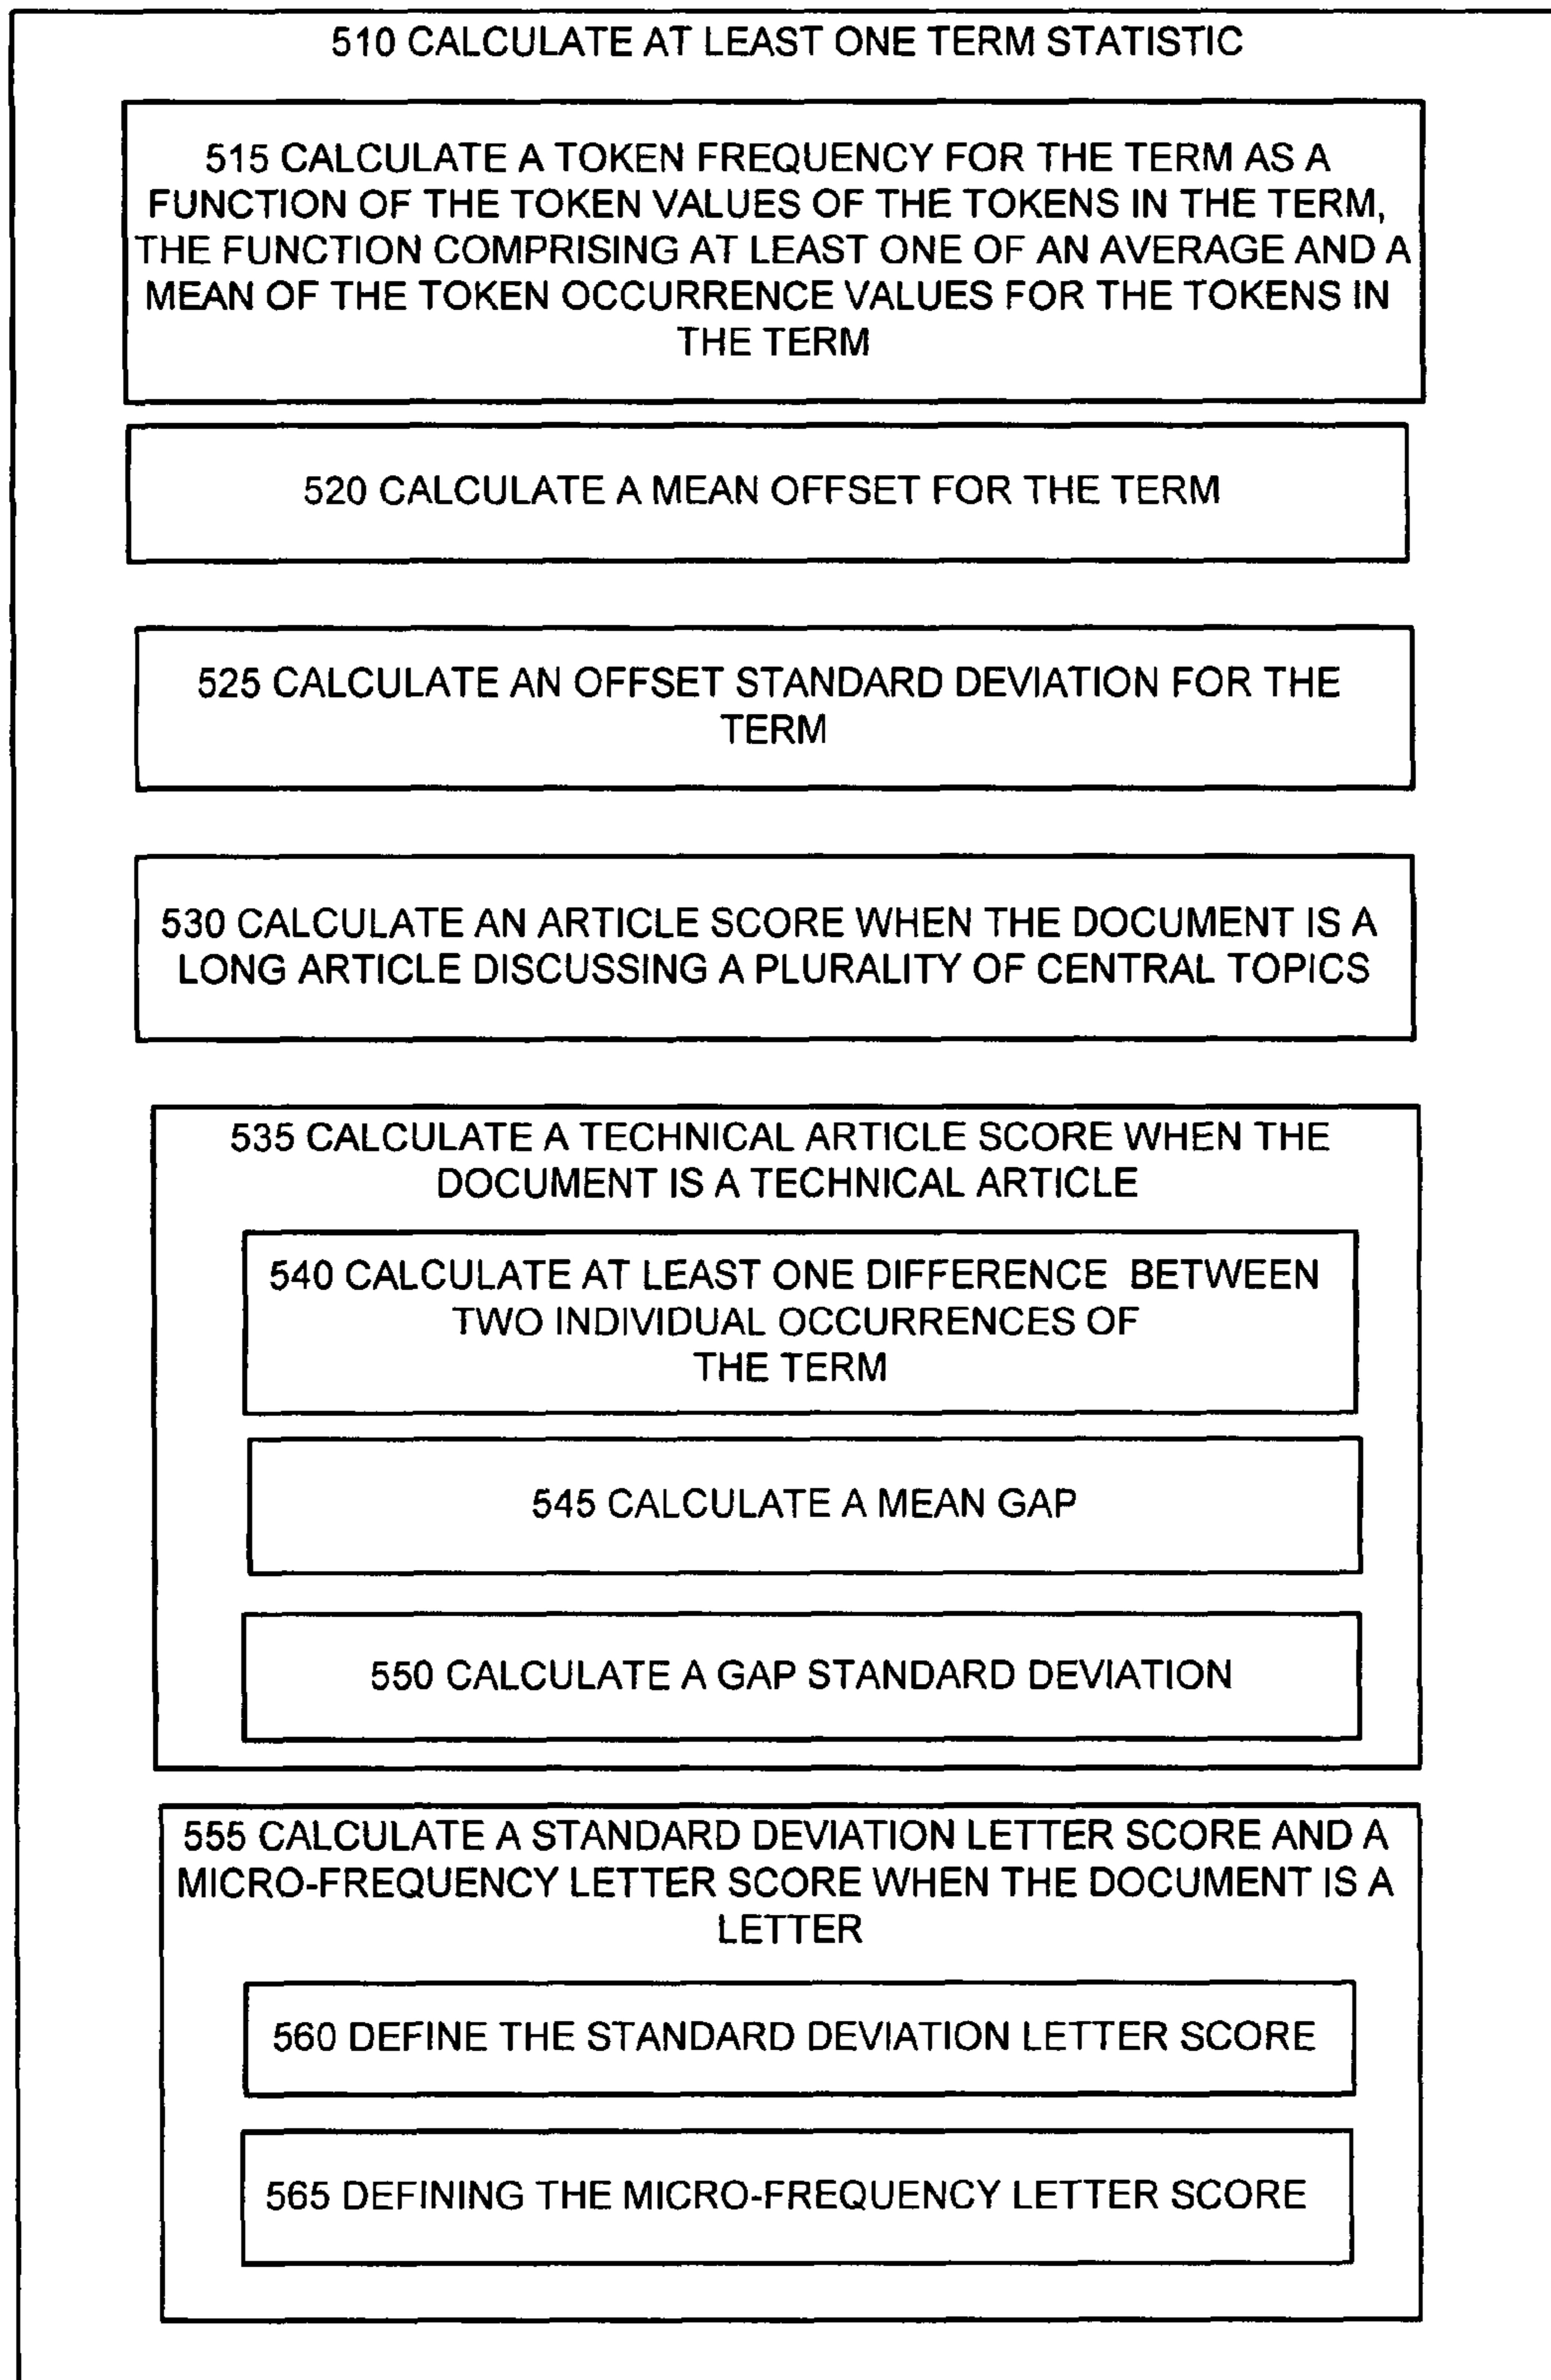 510 CALCULATE AT LEAST ONE TERM STATISTIC
515 CALCULATE A TOKEN FREQUENCY FOR THE TERM AS A
FUNCTION OF THE TOKEN VALUES OF THE TOKENS IN THE TERM,
THE FUNCTION COMPRISING AT LEAST ONE OF AN AVERAGE AND A
MEAN OF THE TOKEN OCCURRENCE VALUES FOR THE TOKENS IN
THE TERM
520 CALCULATE A MEAN OFFSET FOR THE TERM
525 CALCULATE AN OFFSET STANDARD DEVIATION FOR THE
TERM
530 CALCULATE AN ARTICLE SCORE WHEN THE DOCUMENT IS A
LONG ARTICLE DISCUSSING A PLURALITY OF CENTRAL TOPICS
535 CALCULATE A TECHNICAL ARTICLE SCORE WHEN THE
DOCUMENT IS A TECHNICAL ARTICLE
540 CALCULATE AT LEAST ONE DIFFERENCE BETWEEN
TWO INDIVIDUAL OCCURRENCES OF
THE TERM
545 CALCULATE A MEAN GAP
550 CALCULATE A GAP STANDARD DEVIATION
555 CALCULATE A STANDARD DEVIATION LETTER SCORE AND A
MICRO-FREQUENCY LETTER SCORE WHEN THE DOCUMENT IS A
LETTER
560 DEFINE THE STANDARD DEVIATION LETTER SCORE
565 DEFINING THE MICRO-FREQUENCY LETTER SCORE